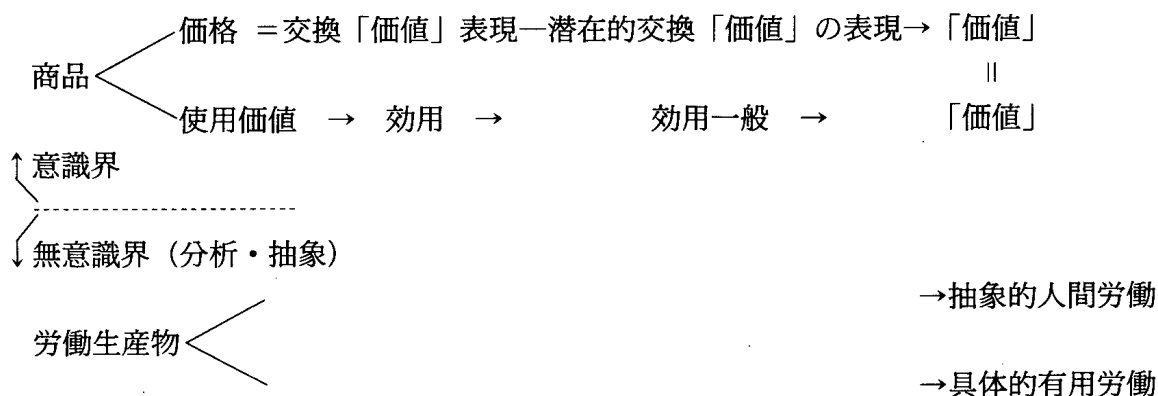 価格 ＝交換「価値」表現—潜在的交換「価値」の表現→「価値」
商品
॥
使用価値 → 効用 → 効用一般 → 「価値」
↑意識界
↓無意識界（分析・抽象）
→抽象的人間労働
労働生産物
→具体的有用労働